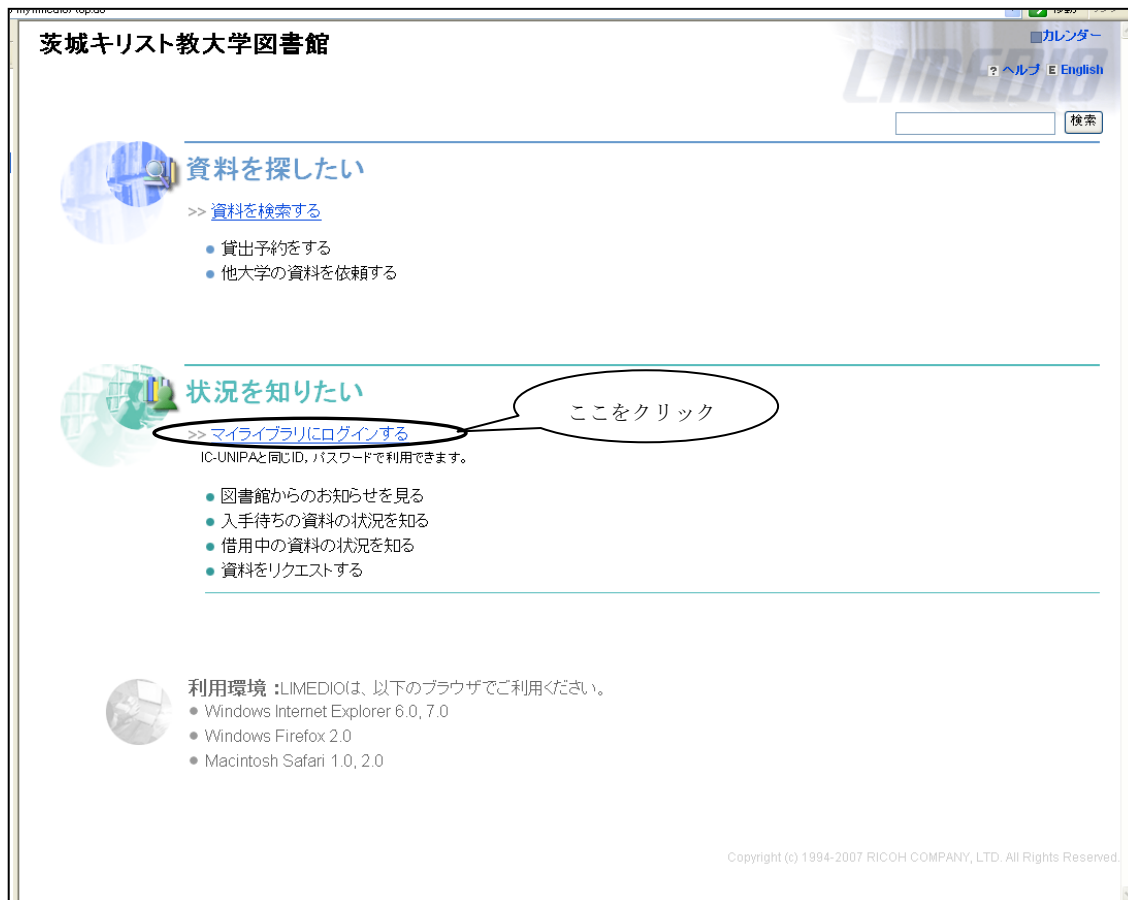 茨城キリスト教大学図書館
カレンダー
LIMEDIO
? ヘルプ E English
検索
資料を探したい
>> 資料を検索する
● 貸出予約をする
● 他大学の資料を依頼する
状況を知りたい
ここをクリック
>> マイライブラリにログインする
IC-UNIPAと同じID, パスワードで利用できます。
● 図書館からのお知らせを見る
● 入手待ちの資料の状況を知る
● 借用中の資料の状況を知る
● 資料をリクエストする
利用環境 :LIMEDIOは、以下のブラウザでご利用ください。
● Windows Internet Explorer 6.0, 7.0
● Windows Firefox 2.0
● Macintosh Safari 1.0, 2.0
Copyright (c) 1994-2007 RICOH COMPANY, LTD. All Rights Reserved.